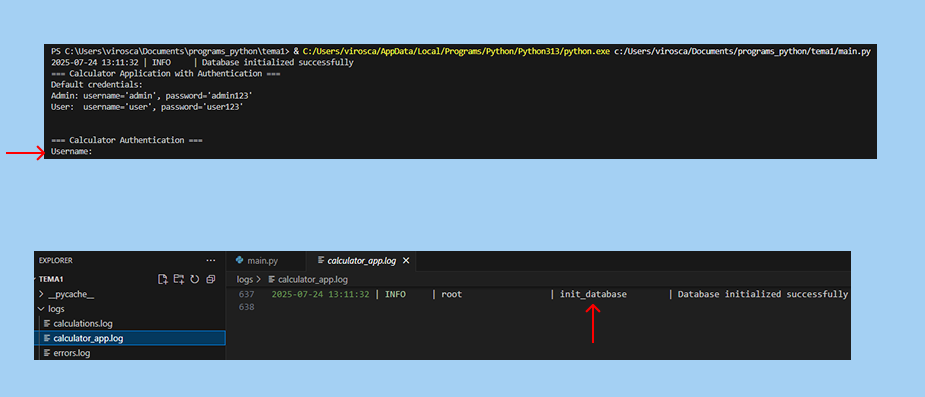 PS C:\Users\virosca\Documents\programs_python\tema1> & C:/Users/virosca/AppData/Local/Programs/Python/Python313/python.exe c:/Users/virosca/Documents/programs_python/tema1/main.py
2025-07-24 13:11:32 | INFO     | Database initialized successfully
=== Calculator Application with Authentication ===
Default credentials:
Admin: username='admin', password='admin123'
User:  username='user', password='user123'
=== Calculator Authentication ===
Username:
EXPLORER ···
TEMA1
__pycache__
logs
calculations.log
calculator_app.log
errors.log
main.py calculator_app.log
logs > calculator_app.log
637 2025-07-24 13:11:32 | INFO | root | init_database | Database initialized successfully
638